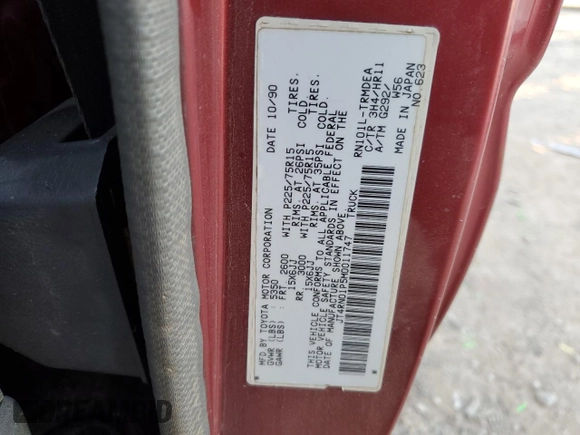 MFD BY TOYOTA MOTOR CORPORATION DATE 10/90
GVWR (LBS) : 5350
GAWR (LBS) : FRT 2600 WITH P225/75R15 TIRES.
15X6JJ RIMS. AT 26PSI COLD.
RR 3000 WITH P225/75R15 TIRES.
15X6JJ RIMS. AT 35PSI COLD.
THIS VEHICLE CONFORMS TO ALL APPLICABLE FEDERAL
MOTOR VEHICLE SAFETY STANDARDS IN EFFECT ON THE
DATE OF MANUFACTURE SHOWN ABOVE.
JT4RN01P5M0011747 TRUCK
RN101L-TRMDEA
C/TR 3H4/HR11
A/TM G292/
W56
MADE IN JAPAN
NO.623